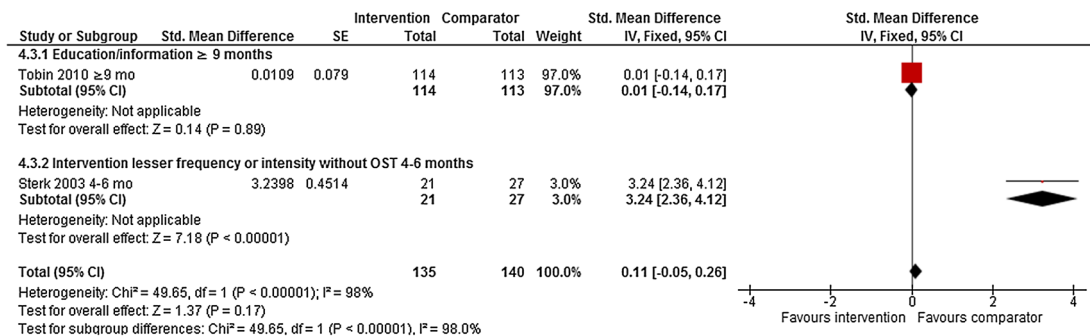 Intervention Comparator Std. Mean Difference Std. Mean Difference
Study or Subgroup Std. Mean Difference SE Total Total Weight IV, Fixed, 95% CI IV, Fixed, 95% CI
4.3.1 Education/information ≥ 9 months
Tobin 2010 ≥9 mo 0.0109 0.079 114 113 97.0% 0.01 [-0.14, 0.17]
Subtotal (95% CI) 114 113 97.0% 0.01 [-0.14, 0.17]
Heterogeneity: Not applicable
Test for overall effect: Z = 0.14 (P = 0.89)
4.3.2 Intervention lesser frequency or intensity without OST 4-6 months
Sterk 2003 4-6 mo 3.2398 0.4514 21 27 3.0% 3.24 [2.36, 4.12]
Subtotal (95% CI) 21 27 3.0% 3.24 [2.36, 4.12]
Heterogeneity: Not applicable
Test for overall effect: Z = 7.18 (P < 0.00001)
Total (95% CI) 135 140 100.0% 0.11 [-0.05, 0.26]
Heterogeneity: Chi² = 49.65, df = 1 (P < 0.00001); I² = 98%
Test for overall effect: Z = 1.37 (P = 0.17)
Test for subgroup differences: Chi² = 49.65, df = 1 (P < 0.00001), I² = 98.0%
-4 -2 0 2 4
Favours intervention Favours comparator